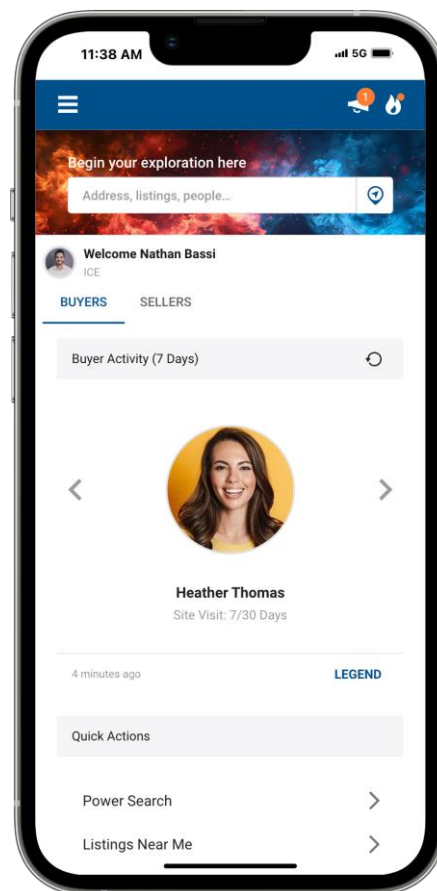 11:38 AM
5G
1
Begin your exploration here
Address, listings, people...
Welcome Nathan Bassi
ICE
BUYERS SELLERS
Buyer Activity (7 Days)
Heather Thomas
Site Visit: 7/30 Days
4 minutes ago LEGEND
Quick Actions
Power Search
Listings Near Me